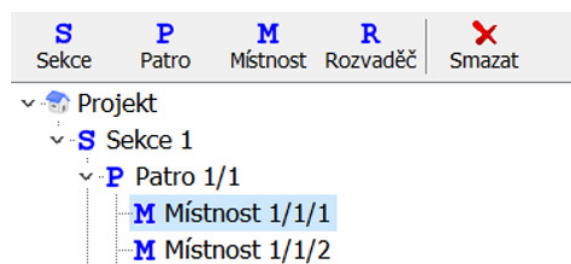 S P M R
Sekce Patro Místnost Rozvaděč Smazat
Projekt
S Sekce 1
P Patro 1/1
M Místnost 1/1/1
M Místnost 1/1/2